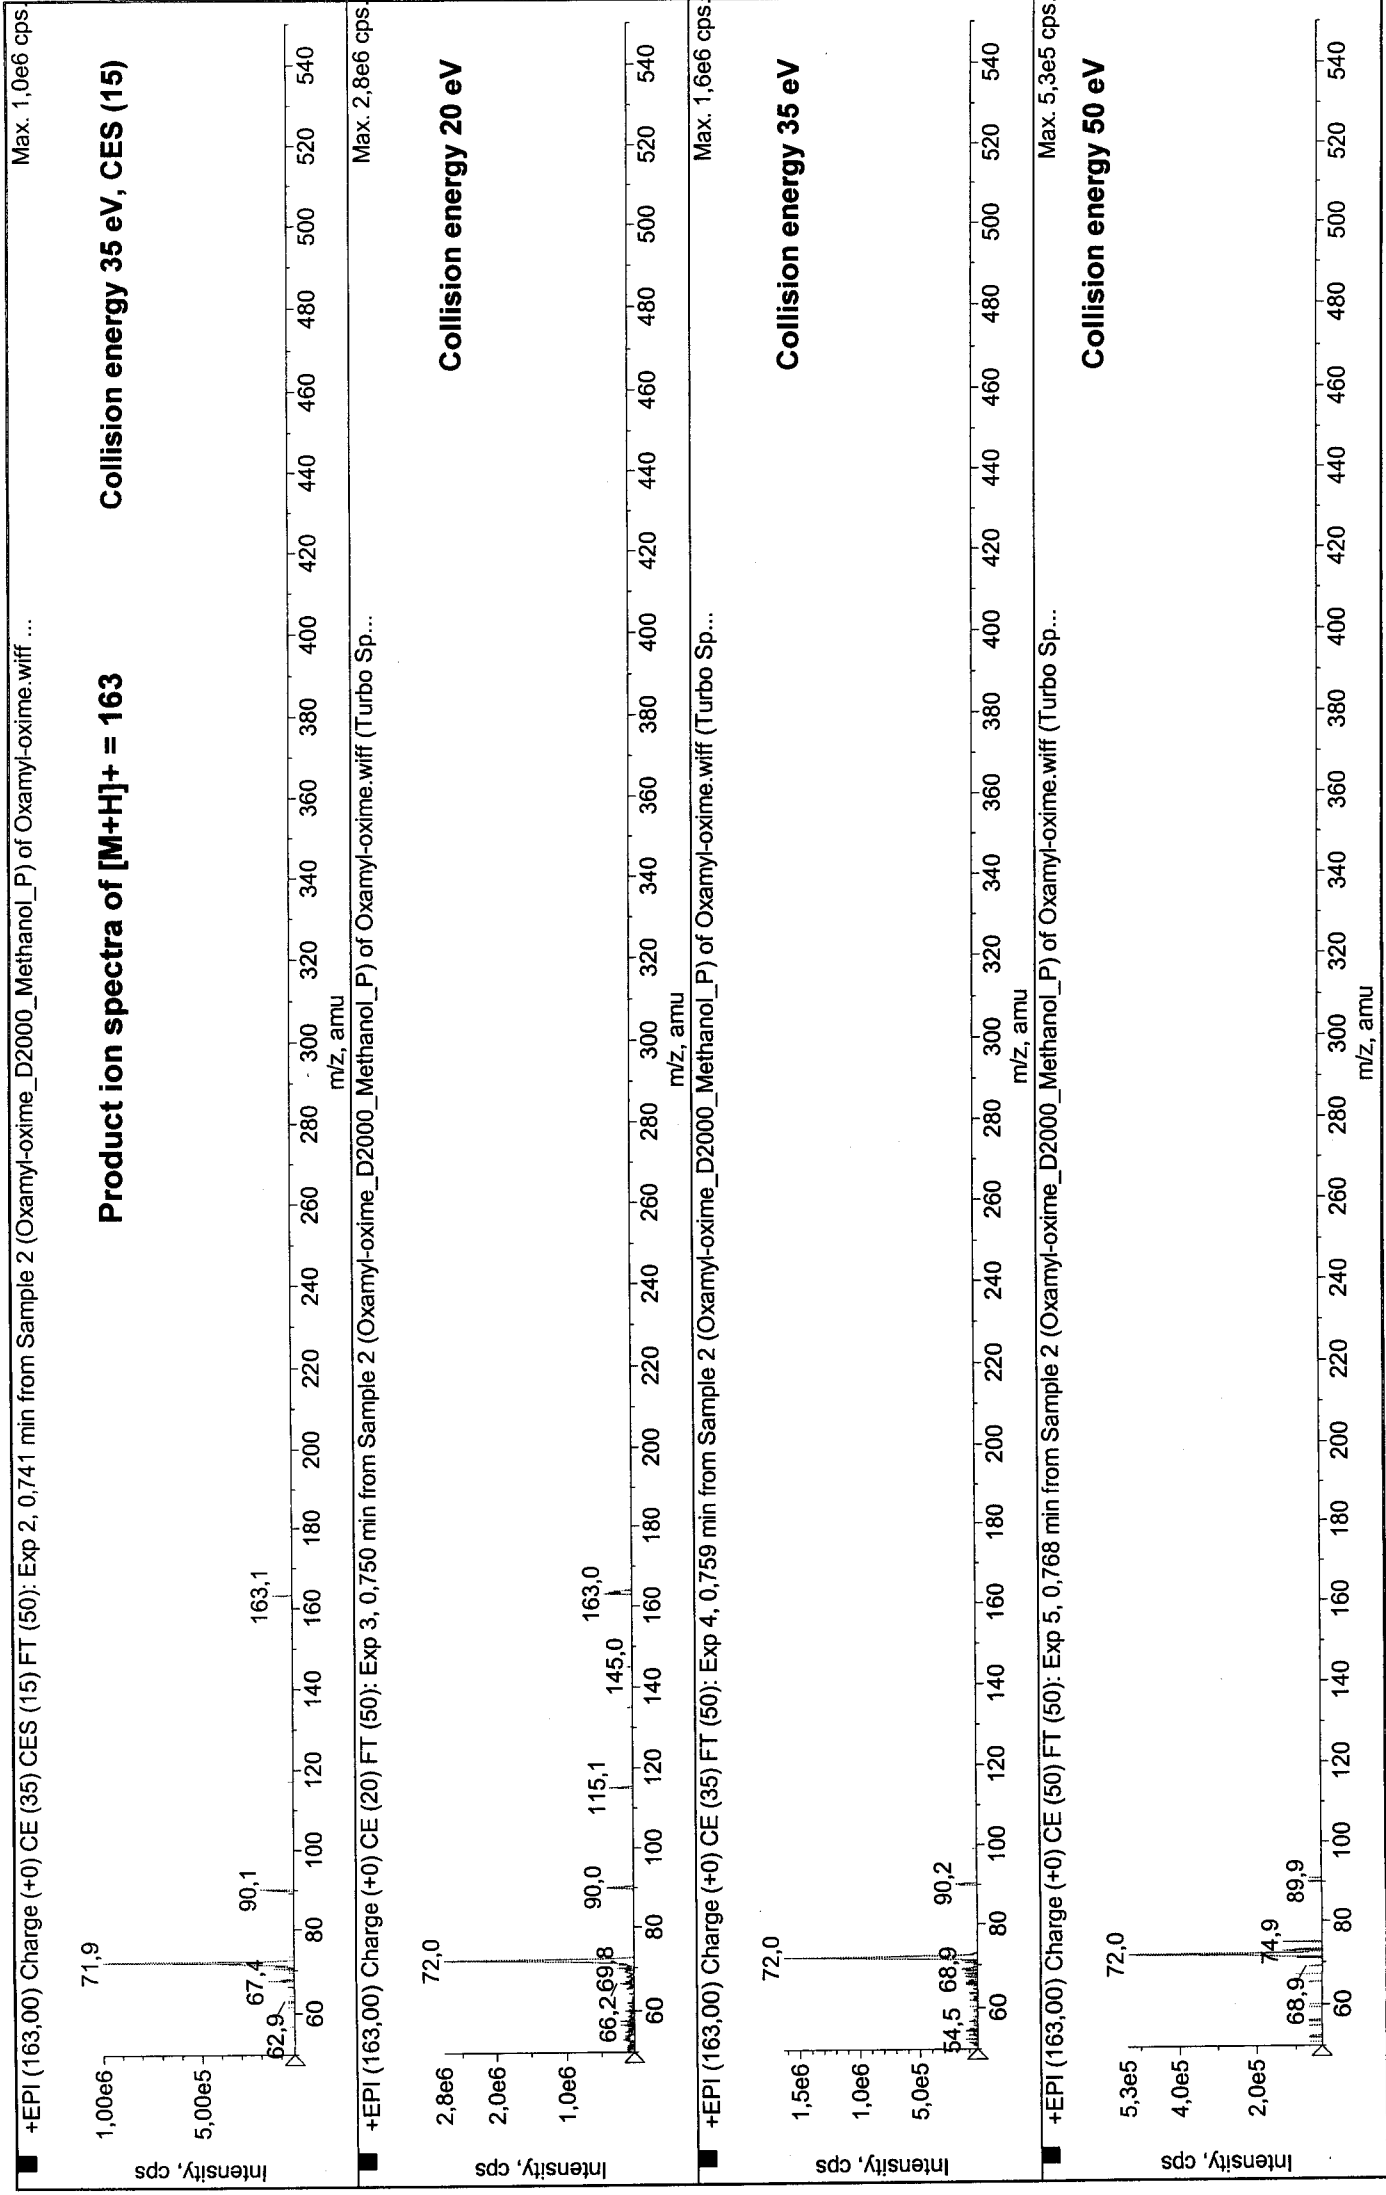 +EPI (163,00) Charge (+0) CE (35) CES (15) FT (50): Exp 2, 0,741 min from Sample 2 (Oxamyl-oxime_D2000_Methanol_P) of Oxamyl-oxime.wiff ...
Max. 1,0e6 cps.
Product ion spectra of [M+H]+ = 163
Collision energy 35 eV, CES (15)
Intensity, cps
1,00e6
5,00e5
62,9
67,4
71,9
90,1
163,1
60 80 100 120 140 160 180 200 220 240 260 280 300 320 340 360 380 400 420 440 460 480 500 520 540
m/z, amu
+EPI (163,00) Charge (+0) CE (20) FT (50): Exp 3, 0,750 min from Sample 2 (Oxamyl-oxime_D2000_Methanol_P) of Oxamyl-oxime.wiff (Turbo Sp...
Max. 2,8e6 cps.
Collision energy 20 eV
Intensity, cps
2,8e6
2,0e6
1,0e6
66,2
69,8
72,0
90,0
115,1
145,0
163,0
60 80 100 120 140 160 180 200 220 240 260 280 300 320 340 360 380 400 420 440 460 480 500 520 540
m/z, amu
+EPI (163,00) Charge (+0) CE (35) FT (50): Exp 4, 0,759 min from Sample 2 (Oxamyl-oxime_D2000_Methanol_P) of Oxamyl-oxime.wiff (Turbo Sp...
Max. 1,6e6 cps.
Collision energy 35 eV
Intensity, cps
1,5e6
1,0e6
5,0e5
54,5
68,9
72,0
90,2
60 80 100 120 140 160 180 200 220 240 260 280 300 320 340 360 380 400 420 440 460 480 500 520 540
m/z, amu
+EPI (163,00) Charge (+0) CE (50) FT (50): Exp 5, 0,768 min from Sample 2 (Oxamyl-oxime_D2000_Methanol_P) of Oxamyl-oxime.wiff (Turbo Sp...
Max. 5,3e5 cps.
Collision energy 50 eV
Intensity, cps
5,3e5
4,0e5
2,0e5
68,9
72,0
74,9
89,9
60 80 100 120 140 160 180 200 220 240 260 280 300 320 340 360 380 400 420 440 460 480 500 520 540
m/z, amu